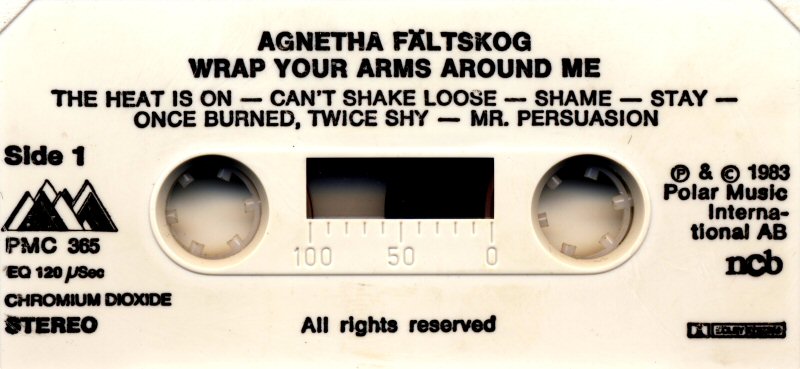 AGNETHA FÄLTSKOG
WRAP YOUR ARMS AROUND ME
THE HEAT IS ON — CAN'T SHAKE LOOSE — SHAME — STAY —
ONCE BURNED, TWICE SHY — MR. PERSUASION
Side 1
PMC 365
EQ 120 µSec
CHROMIUM DIOXIDE
STEREO
100 50 0
All rights reserved
℗ & © 1983
Polar Music
Interna-
tional AB
ncb